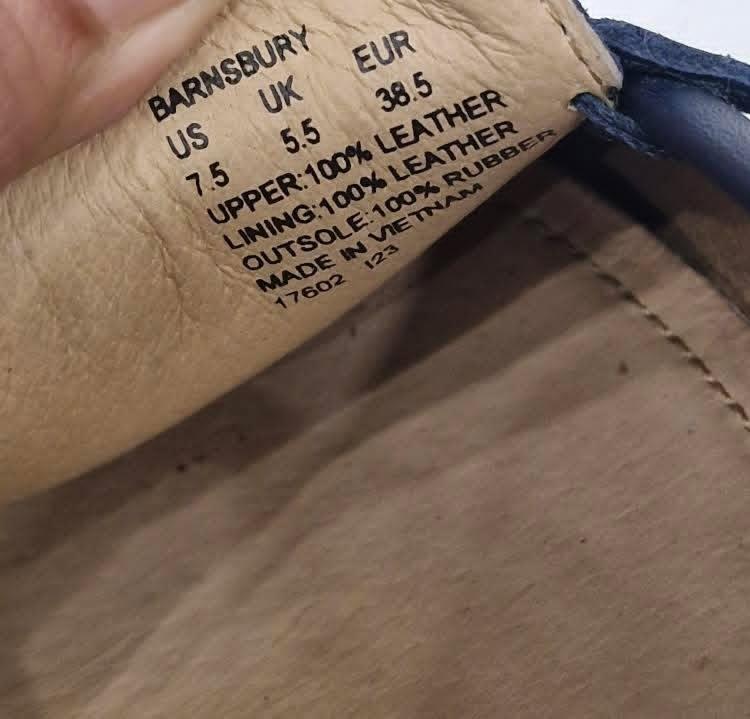 BARNSBURY
US UK EUR
7.5 5.5 38.5
UPPER:100% LEATHER
LINING:100% LEATHER
OUTSOLE:100% RUBBER
MADE IN VIETNAM
17602 123